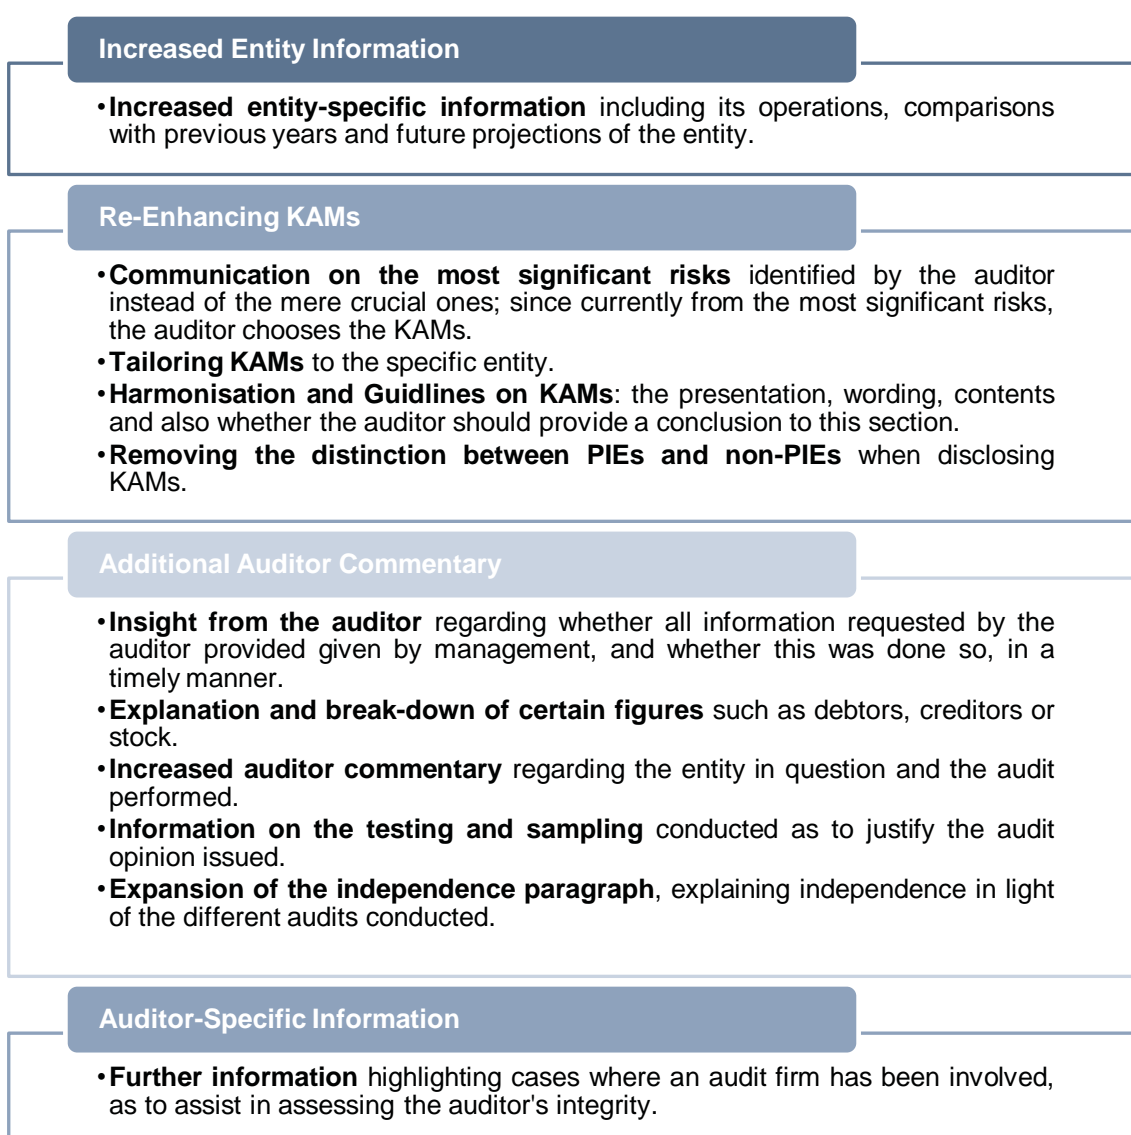 Increased Entity Information
•Increased entity-specific information including its operations, comparisons
with previous years and future projections of the entity.
Re-Enhancing KAMs
•Communication on the most significant risks identified by the auditor
instead of the mere crucial ones; since currently from the most significant risks,
the auditor chooses the KAMs.
•Tailoring KAMs to the specific entity.
•Harmonisation and Guidlines on KAMs: the presentation, wording, contents
and also whether the auditor should provide a conclusion to this section.
•Removing the distinction between PIEs and non-PIEs when disclosing
KAMs.
Additional Auditor Commentary
•Insight from the auditor regarding whether all information requested by the
auditor provided given by management, and whether this was done so, in a
timely manner.
•Explanation and break-down of certain figures such as debtors, creditors or
stock.
•Increased auditor commentary regarding the entity in question and the audit
performed.
•Information on the testing and sampling conducted as to justify the audit
opinion issued.
•Expansion of the independence paragraph, explaining independence in light
of the different audits conducted.
Auditor-Specific Information
•Further information highlighting cases where an audit firm has been involved,
as to assist in assessing the auditor's integrity.